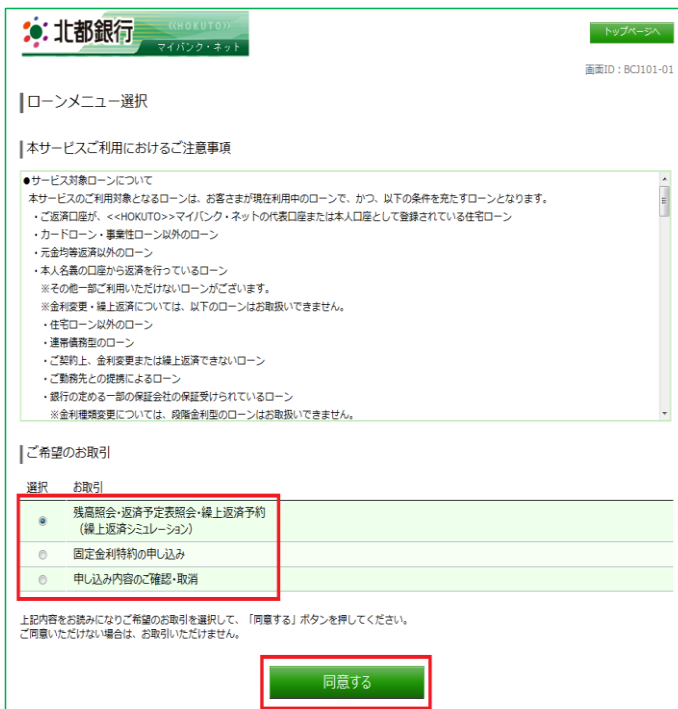 北都銀行
<<HOKUTO>>
マイバンク・ネット
トップページへ
画面ID：BCJ101-01
ローンメニュー選択
本サービスご利用におけるご注意事項
●サービス対象ローンについて
本サービスのご利用対象となるローンは、お客さまが現在利用中のローンで、かつ、以下の条件を充たすローンとなります。
・ご返済口座が、<<HOKUTO>>マイバンク・ネットの代表口座または本人口座として登録されている住宅ローン
・カードローン・事業性ローン以外のローン
・元金均等返済以外のローン
・本人名義の口座から返済を行っているローン
※その他一部ご利用いただけないローンがございます。
※金利変更・繰上返済については、以下のローンはお取扱いできません。
・住宅ローン以外のローン
・連帯債務型のローン
・ご契約上、金利変更または繰上返済できないローン
・ご勤務先との提携によるローン
・銀行の定める一部の保証会社の保証受けられているローン
※金利種類変更については、段階金利型のローンはお取扱いできません。
ご希望のお取引
選択 お取引
残高照会・返済予定表照会・繰上返済予約
（繰上返済シミュレーション）
固定金利特約の申し込み
申し込み内容のご確認・取消
上記内容をお読みになりご希望のお取引を選択して、「同意する」ボタンを押してください。
ご同意いただけない場合は、お取引いただけません。
同意する